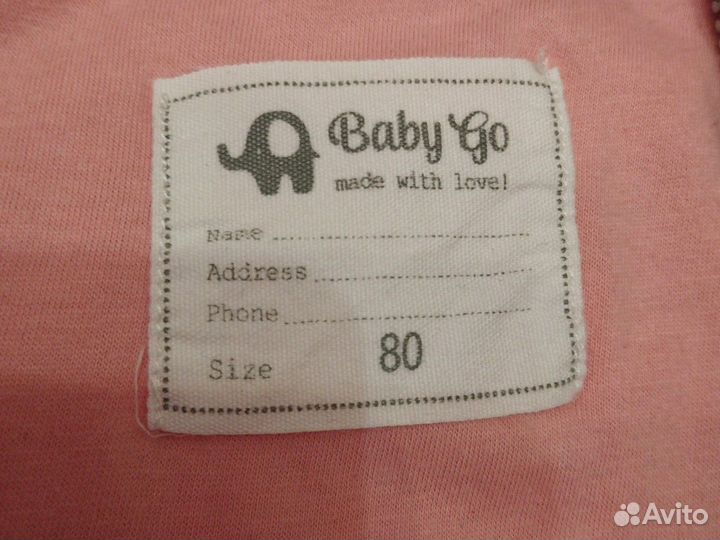 Baby Go
made with love!
Name
Address
Phone
Size 80
Avito